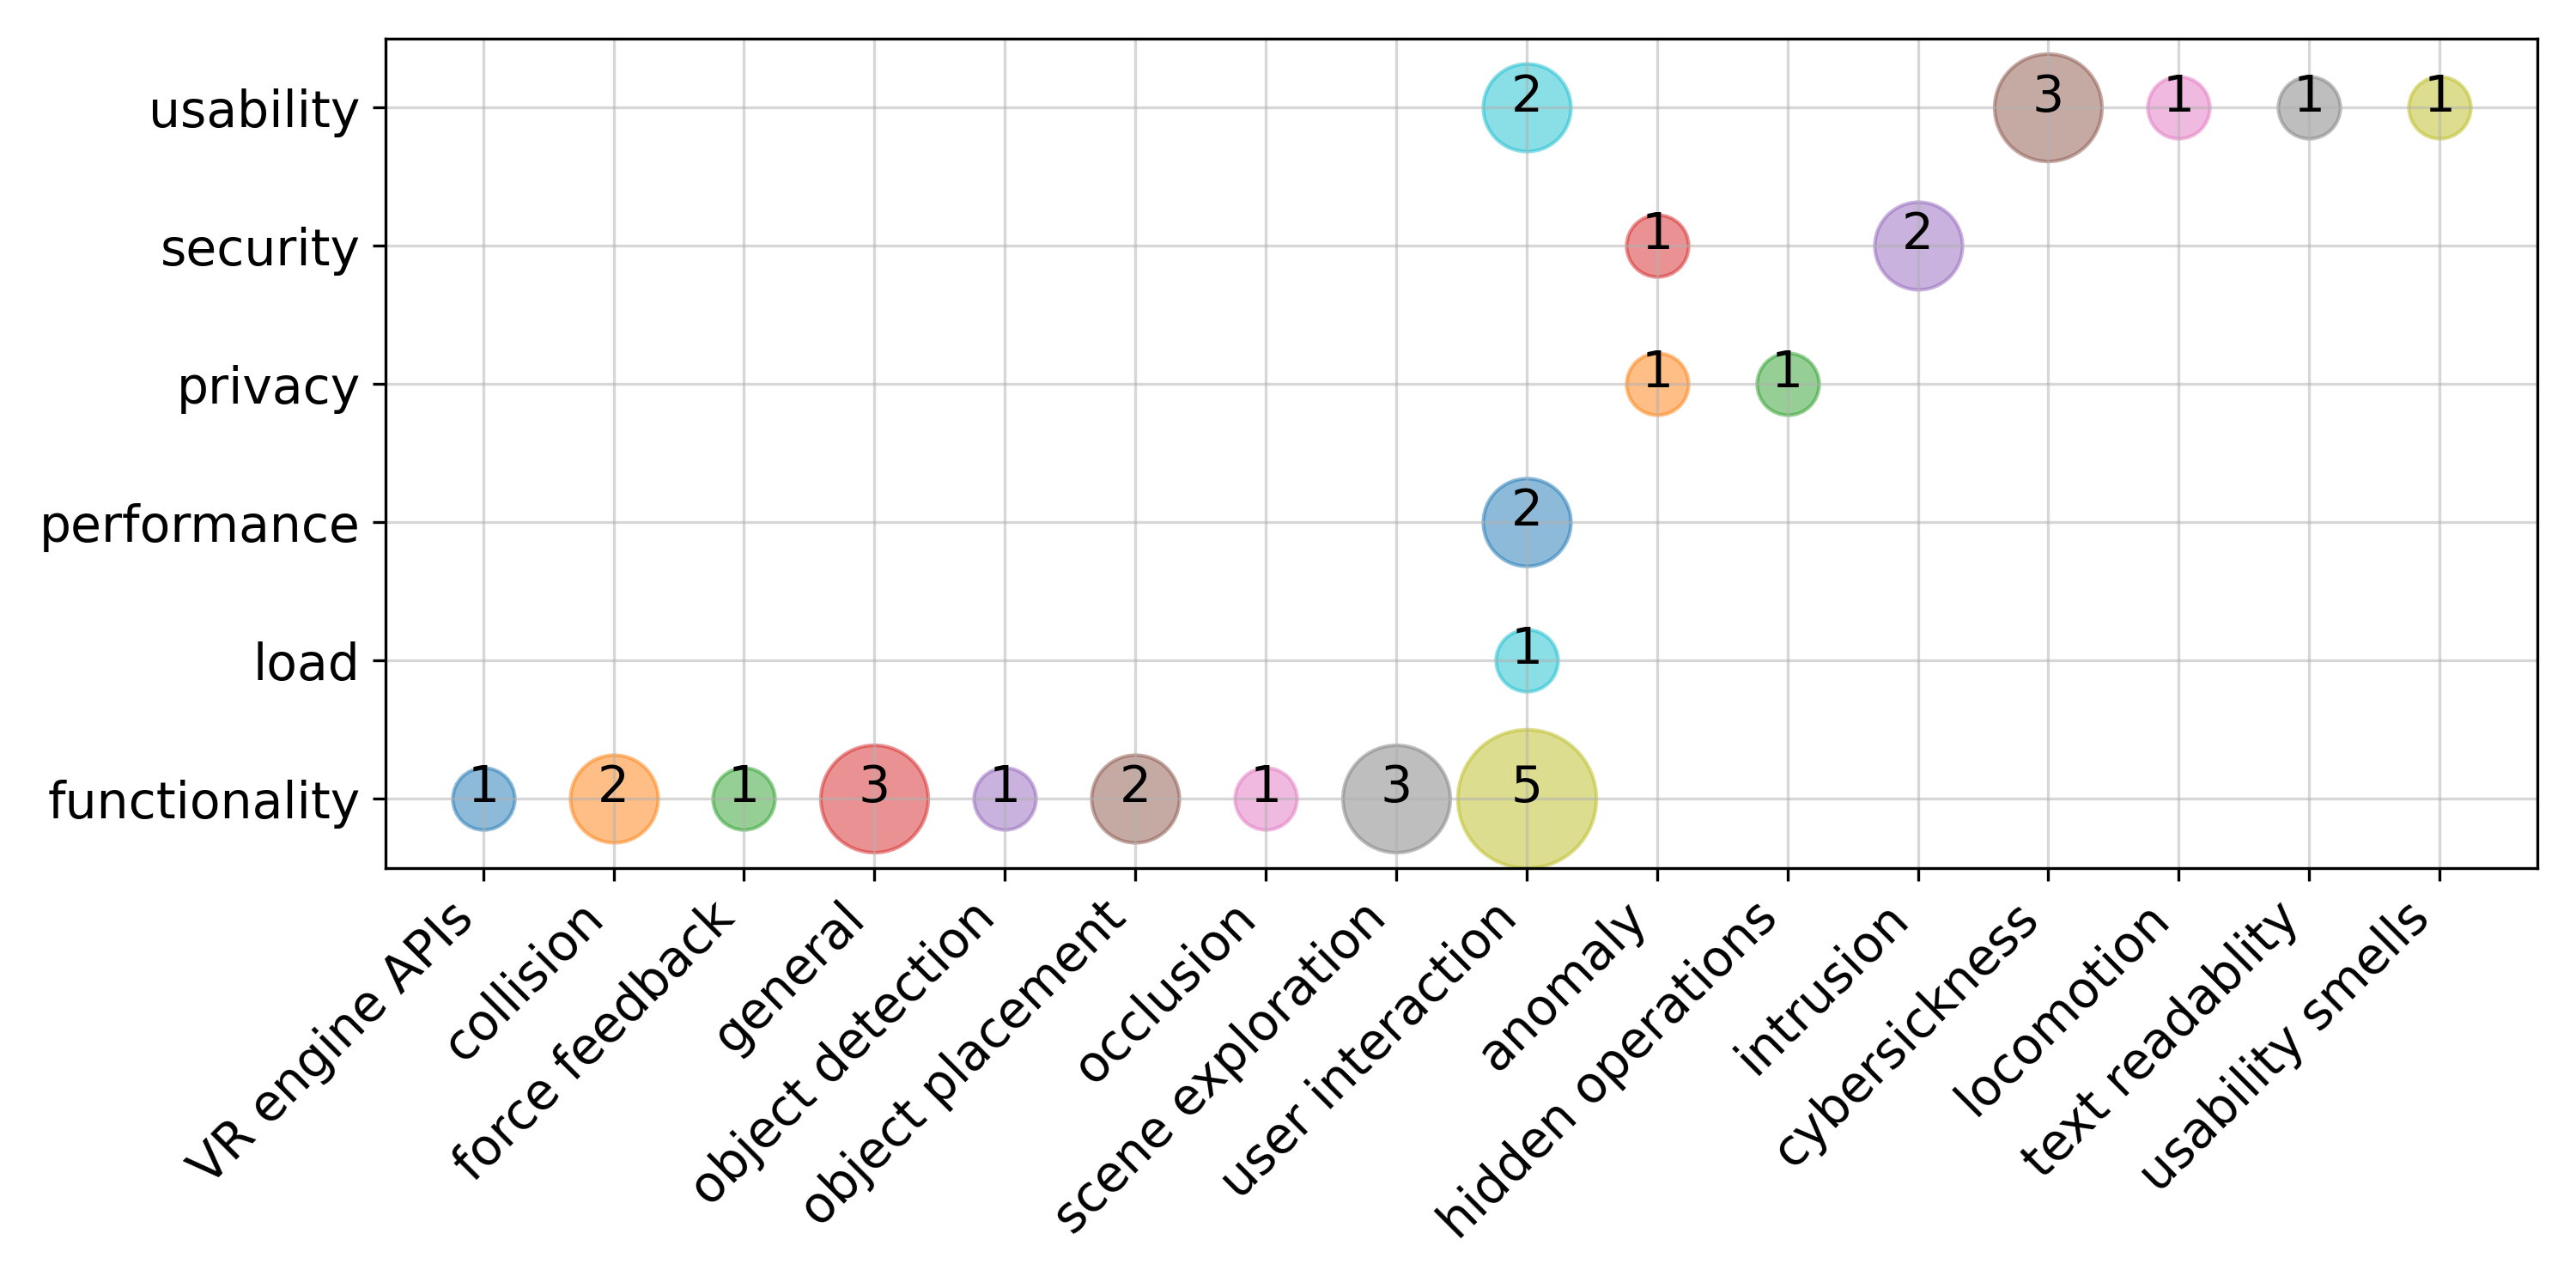 usability 2 3 1 1 1
security 1 2
privacy 1 1
performance 2
load 1
functionality 1 2 1 3 1 2 1 3 5
VR engine APIs
collision
force feedback
general
object detection
object placement
occlusion
scene exploration
user interaction
anomaly
hidden operations
intrusion
cybersickness
locomotion
text readablity
usability smells